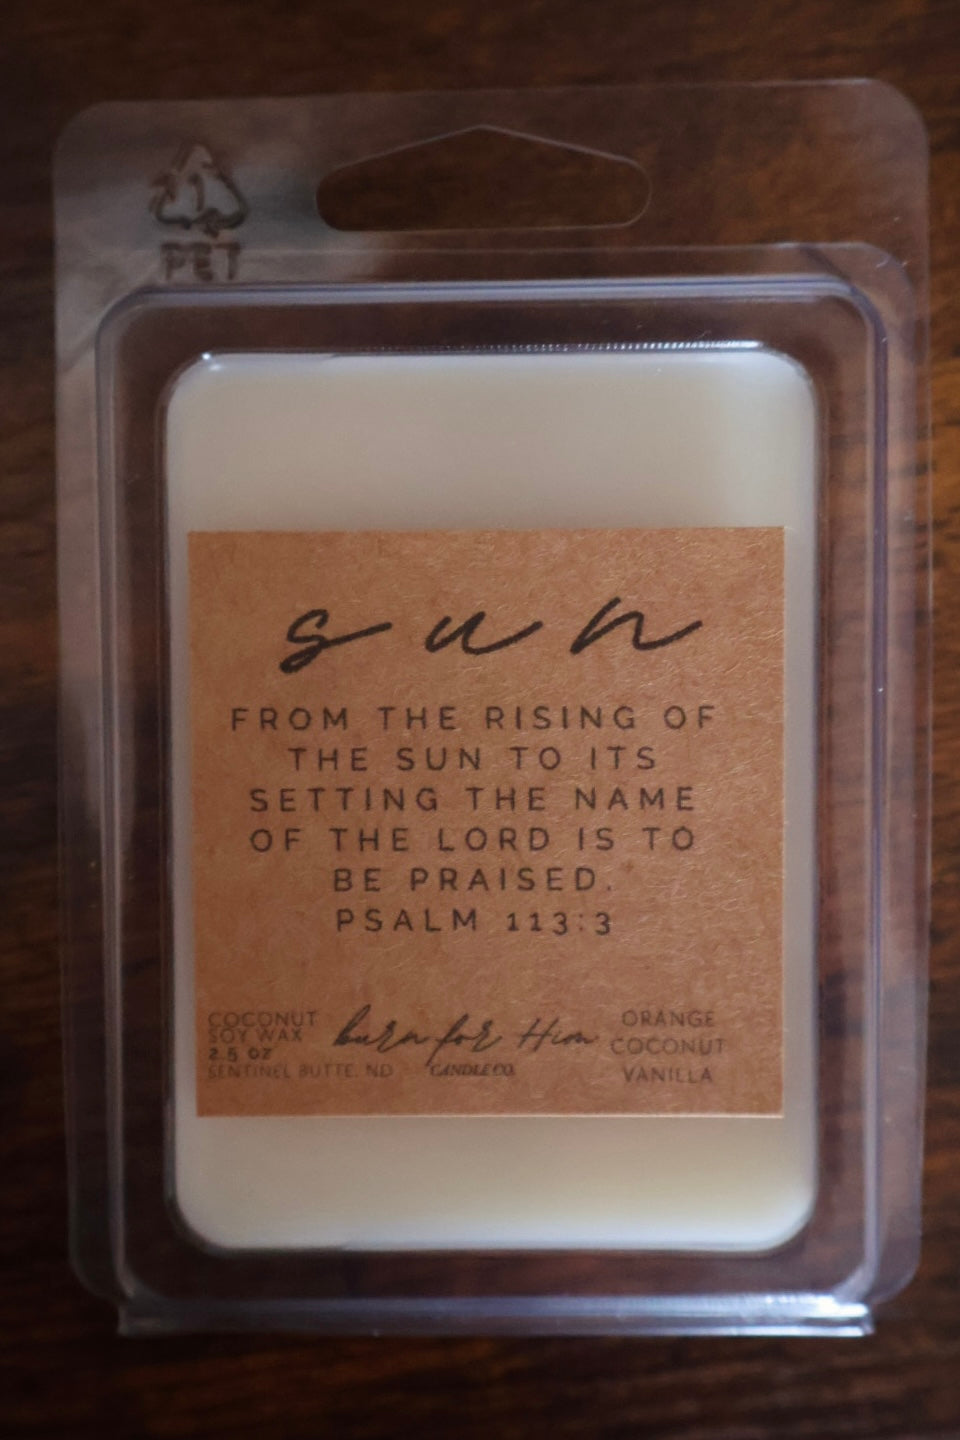 1
PET
sun
FROM THE RISING OF
THE SUN TO ITS
SETTING THE NAME
OF THE LORD IS TO
BE PRAISED.
PSALM 113:3
COCONUT
SOY WAX
2.5 OZ
SENTINEL BUTTE, ND
burn for Him
CANDLE CO.
ORANGE
COCONUT
VANILLA